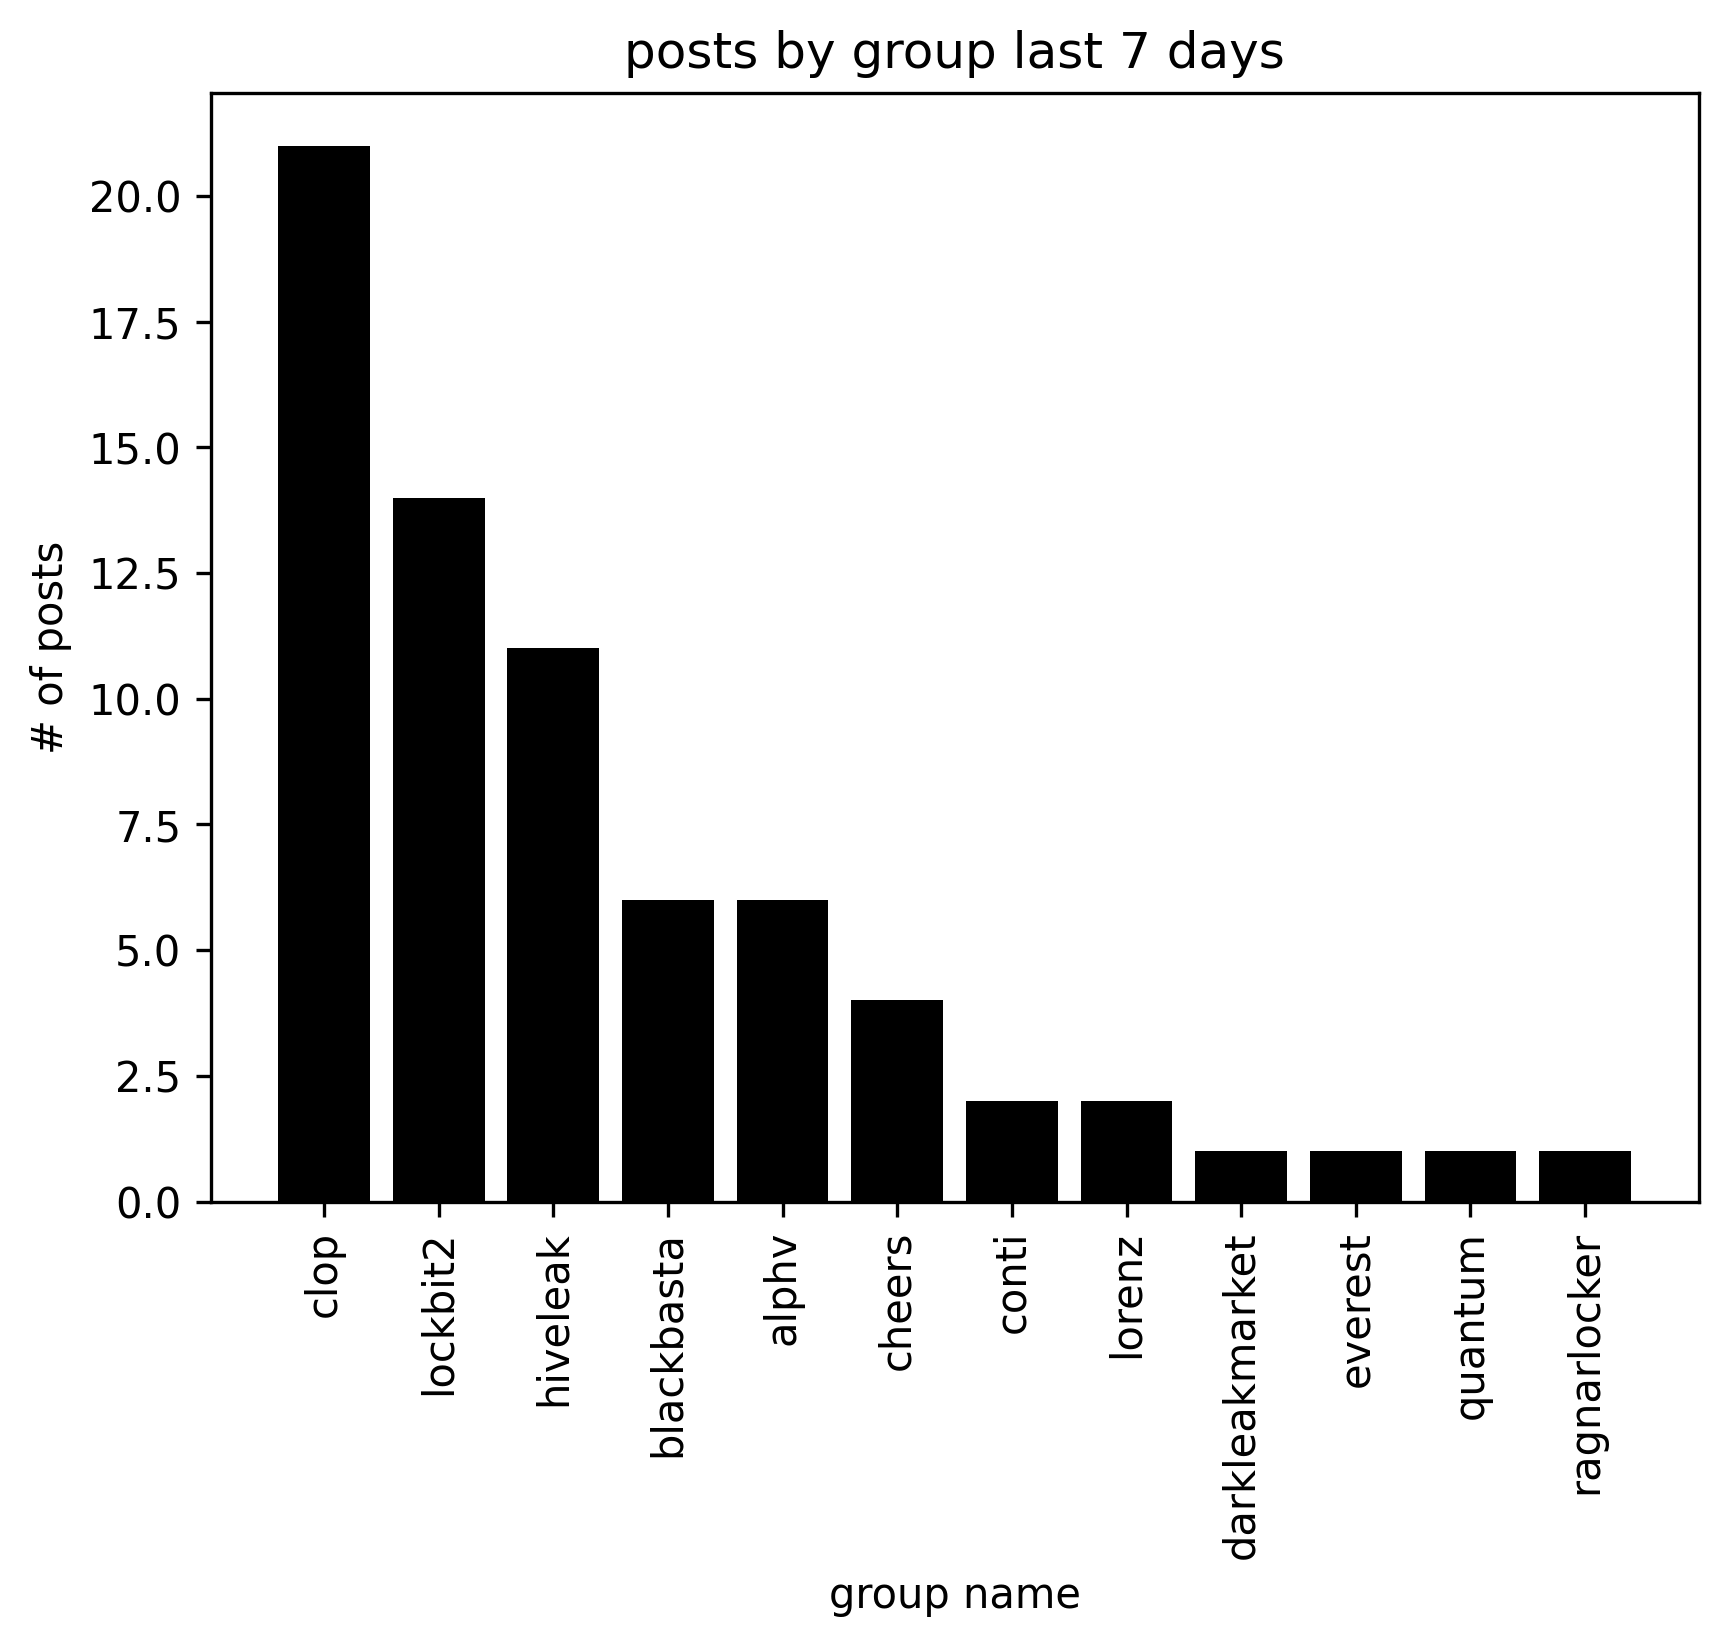 posts by group last 7 days
# of posts
20.0
17.5
15.0
12.5
10.0
7.5
5.0
2.5
0.0
clop
lockbit2
hiveleak
blackbasta
alphv
cheers
conti
lorenz
darkleakmarket
everest
quantum
ragnarlocker
group name